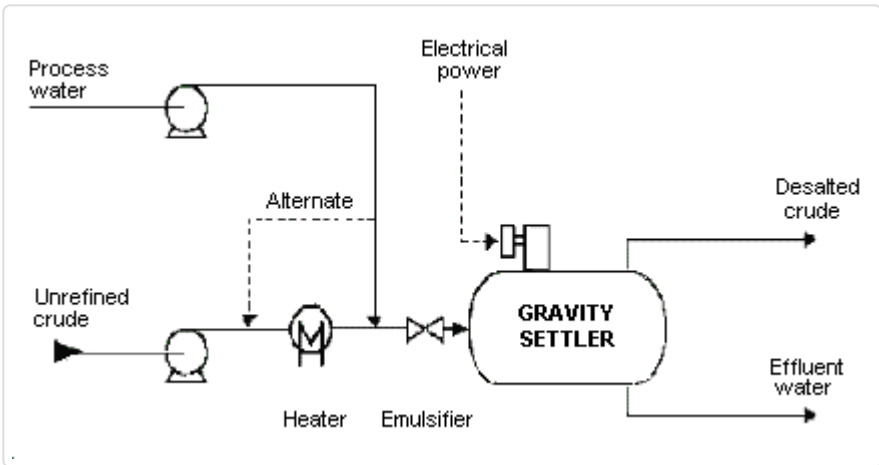 Electrical
power
Process
water
Alternate
Desalted
crude
Unrefined
crude
GRAVITY
SETTLER
Effluent
water
Heater
Emulsifier